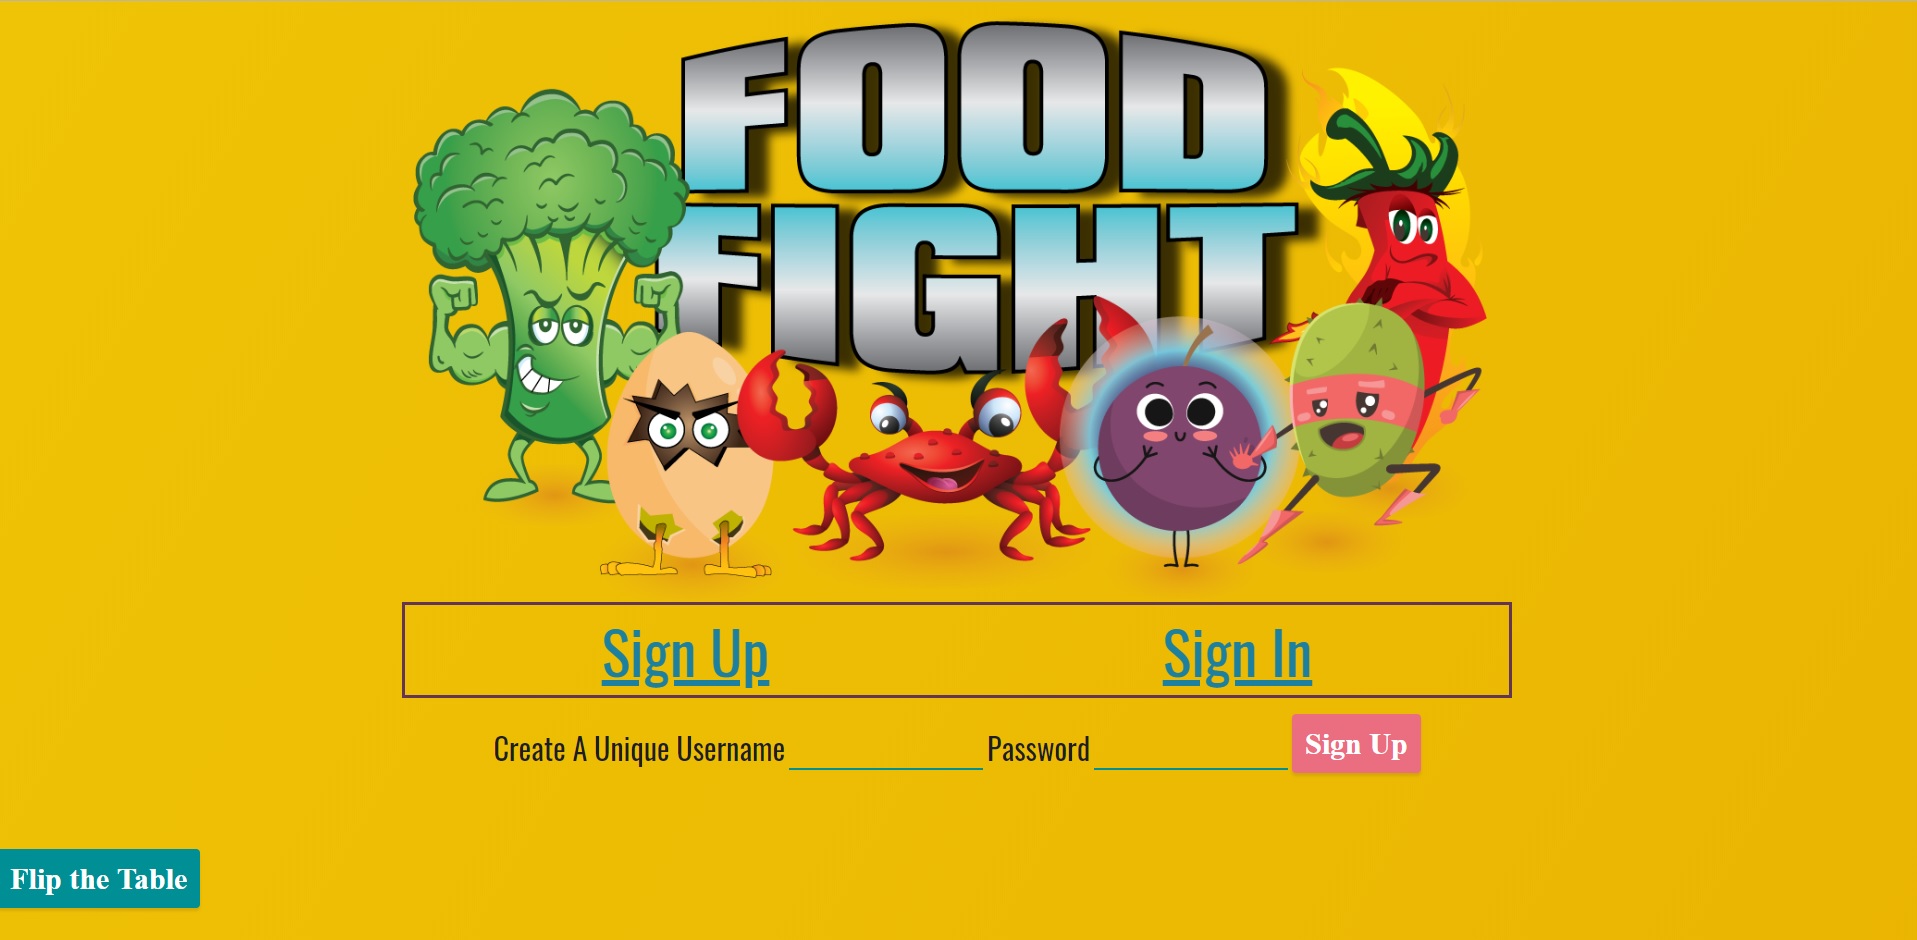 FOOD
FIGHT
Sign Up Sign In
Create A Unique Username Password Sign Up
Flip the Table